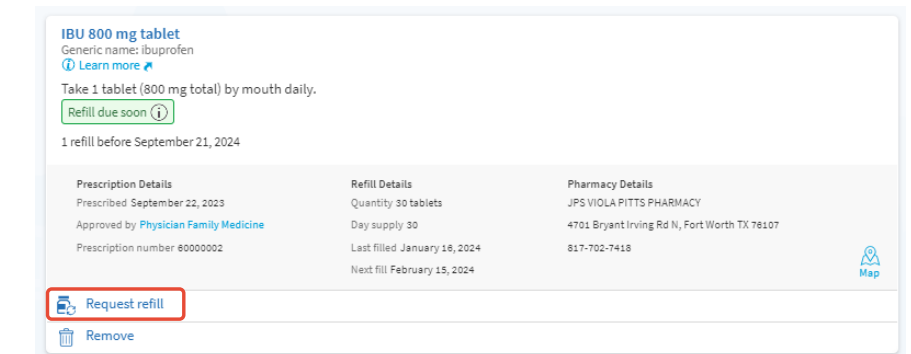 IBU 800 mg tablet
Generic name: ibuprofen
Learn more
Take 1 tablet (800 mg total) by mouth daily.
Refill due soon
1 refill before September 21, 2024
Prescription Details
Prescribed September 22, 2023
Approved by Physician Family Medicine
Prescription number 60000002
Refill Details
Quantity 30 tablets
Day supply 30
Last filled January 16, 2024
Next fill February 15, 2024
Pharmacy Details
JPS VIOLA PITTS PHARMACY
4701 Bryant Irving Rd N, Fort Worth TX 76107
817-702-7418
Map
Request refill
Remove